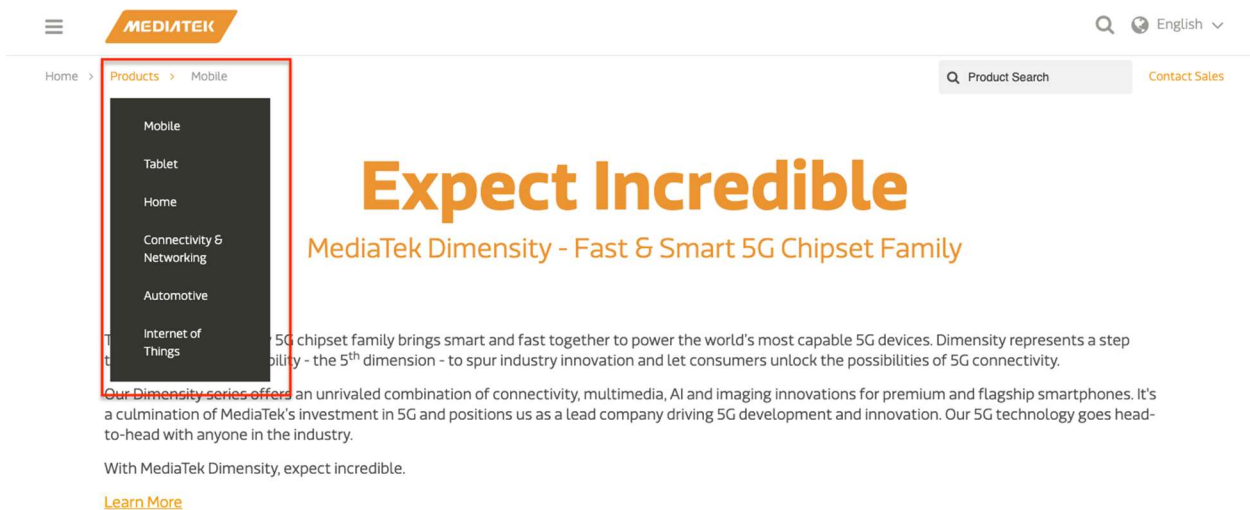 MEDIATEK
English
Home > Products > Mobile
Product Search
Contact Sales
Mobile
Tablet
Home
Connectivity &
Networking
Automotive
Internet of
Things
Expect Incredible
MediaTek Dimensity - Fast & Smart 5G Chipset Family
5G chipset family brings smart and fast together to power the world's most capable 5G devices. Dimensity represents a step
- the 5th dimension - to spur industry innovation and let consumers unlock the possibilities of 5G connectivity.
Our Dimensity series offers an unrivaled combination of connectivity, multimedia, AI and imaging innovations for premium and flagship smartphones. It's
a culmination of MediaTek's investment in 5G and positions us as a lead company driving 5G development and innovation. Our 5G technology goes head-
to-head with anyone in the industry.
With MediaTek Dimensity, expect incredible.
Learn More